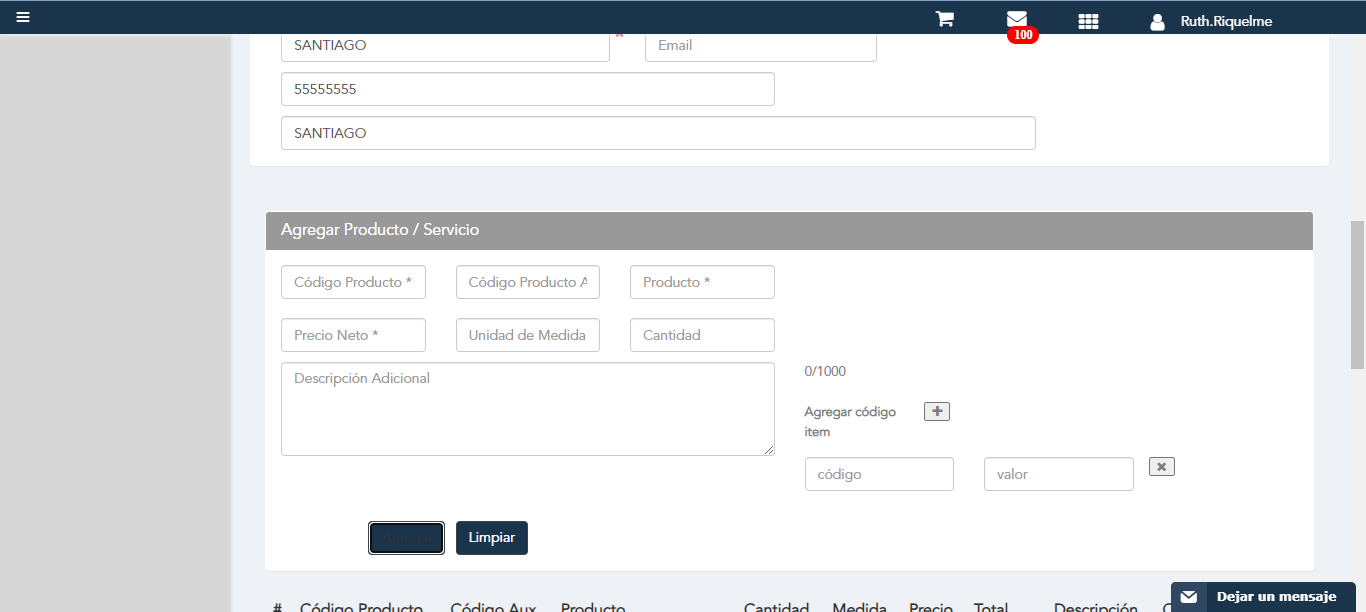 Ruth.Riquelme
100
SANTIAGO * Email
55555555
SANTIAGO
Agregar Producto / Servicio
Código Producto * Código Producto A Producto *
Precio Neto * Unidad de Medida Cantidad
Descripción Adicional
0/1000
Agregar código
item
código valor
Agregar Limpiar
Dejar un mensaje
# Código Producto Código Aux Producto Cantidad Medida Precio Total Descripción